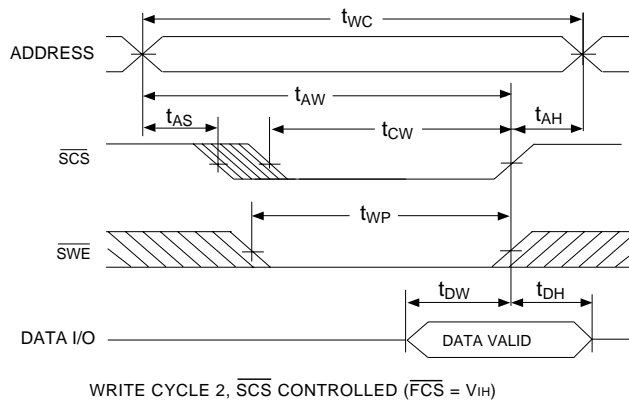 tWC
ADDRESS
tAW
tAS
tCW
tAH
SCS
tWP
SWE
tDW
tDH
DATA I/O
DATA VALID
WRITE CYCLE 2, SCS CONTROLLED (FCS = VIH)